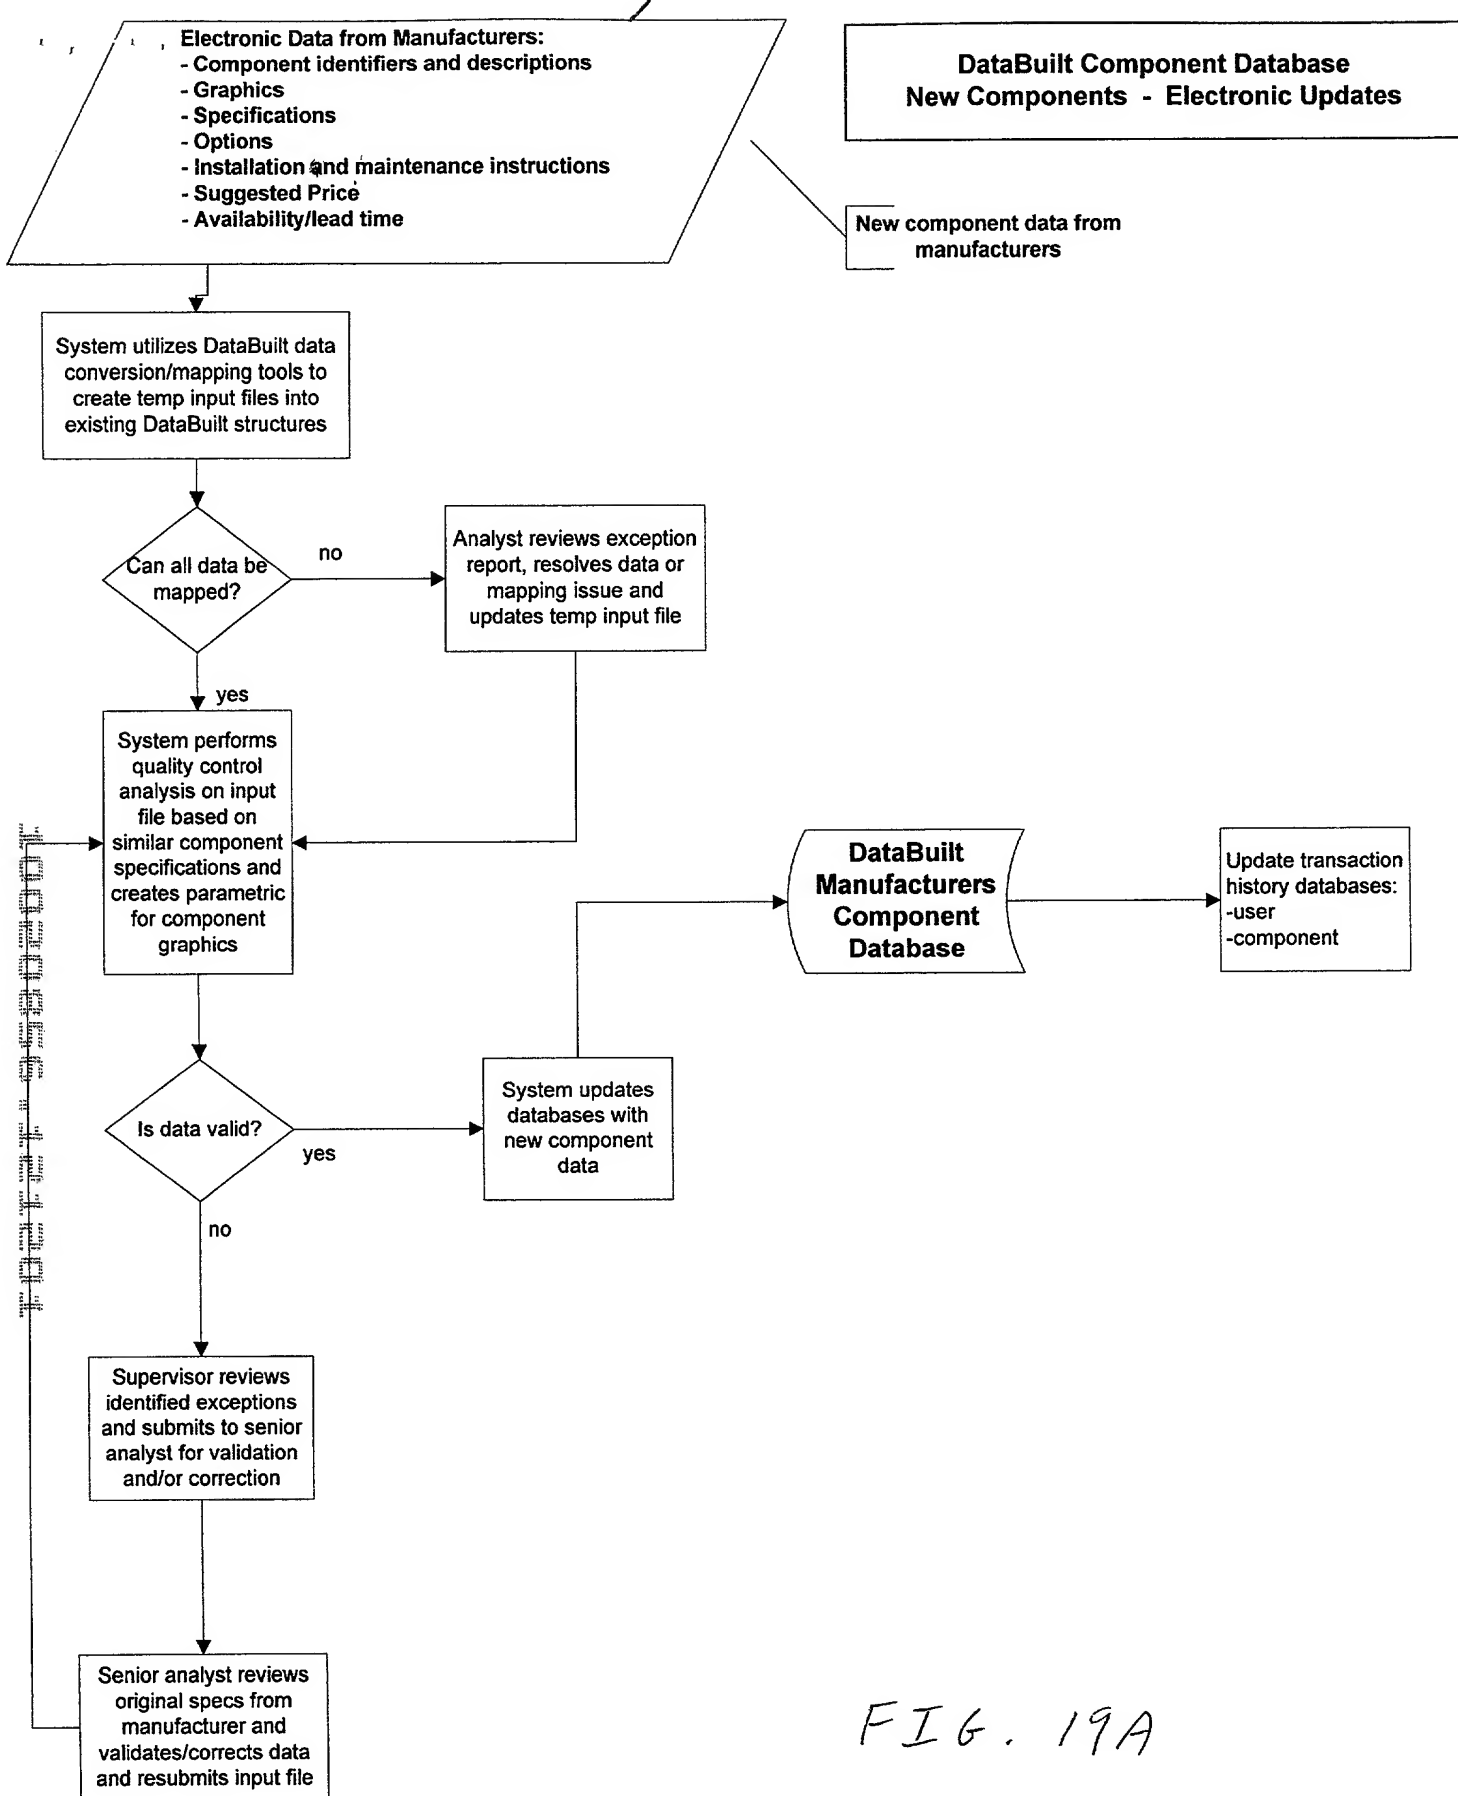 Electronic Data from Manufacturers:
- Component identifiers and descriptions
- Graphics
- Specifications
- Options
- Installation and maintenance instructions
- Suggested Price
- Availability/lead time
DataBuilt Component Database
New Components - Electronic Updates
New component data from
manufacturers
System utilizes DataBuilt data
conversion/mapping tools to
create temp input files into
existing DataBuilt structures
Can all data be
mapped?
no
Analyst reviews exception
report, resolves data or
mapping issue and
updates temp input file
yes
System performs
quality control
analysis on input
file based on
similar component
specifications and
creates parametric
for component
graphics
DataBuilt
Manufacturers
Component
Database
Update transaction
history databases:
-user
-component
Is data valid?
yes
System updates
databases with
new component
data
no
Supervisor reviews
identified exceptions
and submits to senior
analyst for validation
and/or correction
Senior analyst reviews
original specs from
manufacturer and
validates/corrects data
and resubmits input file
FIG. 19A